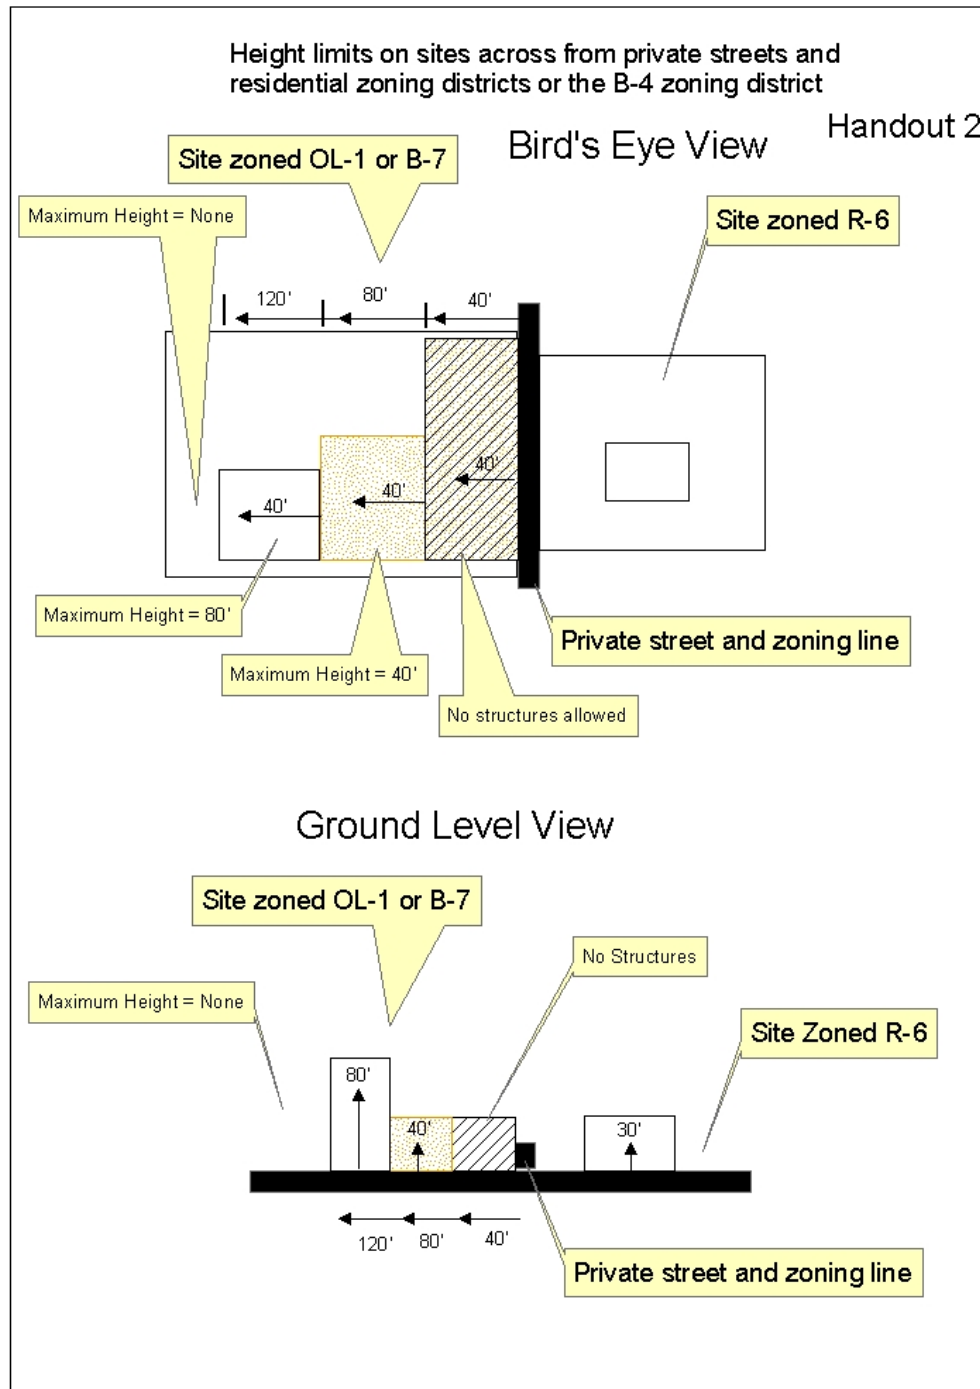 Height limits on sites across from private streets and
residential zoning districts or the B-4 zoning district
Handout 2
Bird's Eye View
Site zoned OL-1 or B-7
Maximum Height = None
Site zoned R-6
120'
80'
40'
40'
40'
40'
Maximum Height = 80'
Private street and zoning line
Maximum Height = 40'
No structures allowed
Ground Level View
Site zoned OL-1 or B-7
No Structures
Maximum Height = None
Site Zoned R-6
80'
40'
30'
120'
80'
40'
Private street and zoning line